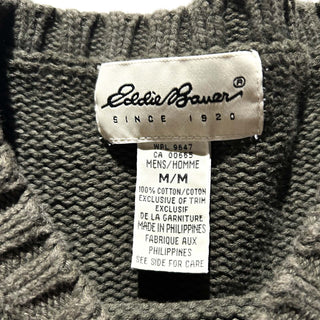 Eddie Bauer®
SINCE 1920
WPL 9647
CA 00665
MENS/HOMME
M/M
100% COTTON/COTON
EXCLUSIVE OF TRIM
EXCLUSIF
DE LA GARNITURE
MADE IN PHILIPPINES
FABRIQUE AUX
PHILIPPINES
SEE SIDE FOR CARE